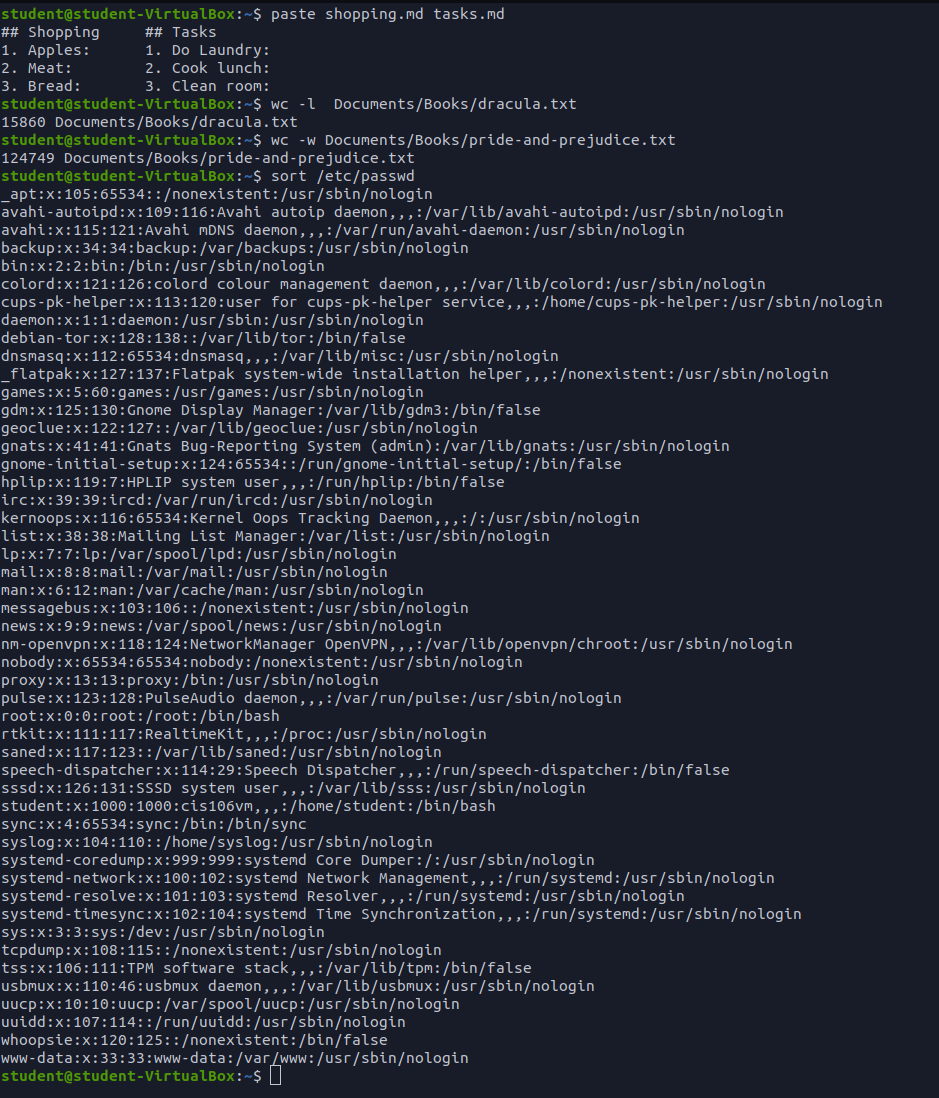 student@student-VirtualBox:~$ paste shopping.md tasks.md
## Shopping     ## Tasks
1. Apples:      1. Do Laundry:
2. Meat:        2. Cook lunch:
3. Bread:       3. Clean room:
student@student-VirtualBox:~$ wc -l  Documents/Books/dracula.txt
15860 Documents/Books/dracula.txt
student@student-VirtualBox:~$ wc -w Documents/Books/pride-and-prejudice.txt
124749 Documents/Books/pride-and-prejudice.txt
student@student-VirtualBox:~$ sort /etc/passwd
_apt:x:105:65534::/nonexistent:/usr/sbin/nologin
avahi-autoipd:x:109:116:Avahi autoip daemon,,,:/var/lib/avahi-autoipd:/usr/sbin/nologin
avahi:x:115:121:Avahi mDNS daemon,,,:/var/run/avahi-daemon:/usr/sbin/nologin
backup:x:34:34:backup:/var/backups:/usr/sbin/nologin
bin:x:2:2:bin:/bin:/usr/sbin/nologin
colord:x:121:126:colord colour management daemon,,,:/var/lib/colord:/usr/sbin/nologin
cups-pk-helper:x:113:120:user for cups-pk-helper service,,,:/home/cups-pk-helper:/usr/sbin/nologin
daemon:x:1:1:daemon:/usr/sbin:/usr/sbin/nologin
debian-tor:x:128:138::/var/lib/tor:/bin/false
dnsmasq:x:112:65534:dnsmasq,,,:/var/lib/misc:/usr/sbin/nologin
_flatpak:x:127:137:Flatpak system-wide installation helper,,,:/nonexistent:/usr/sbin/nologin
games:x:5:60:games:/usr/games:/usr/sbin/nologin
gdm:x:125:130:Gnome Display Manager:/var/lib/gdm3:/bin/false
geoclue:x:122:127::/var/lib/geoclue:/usr/sbin/nologin
gnats:x:41:41:Gnats Bug-Reporting System (admin):/var/lib/gnats:/usr/sbin/nologin
gnome-initial-setup:x:124:65534::/run/gnome-initial-setup/:/bin/false
hplip:x:119:7:HPLIP system user,,,:/run/hplip:/bin/false
irc:x:39:39:ircd:/var/run/ircd:/usr/sbin/nologin
kernoops:x:116:65534:Kernel Oops Tracking Daemon,,,:/:/usr/sbin/nologin
list:x:38:38:Mailing List Manager:/var/list:/usr/sbin/nologin
lp:x:7:7:lp:/var/spool/lpd:/usr/sbin/nologin
mail:x:8:8:mail:/var/mail:/usr/sbin/nologin
man:x:6:12:man:/var/cache/man:/usr/sbin/nologin
messagebus:x:103:106::/nonexistent:/usr/sbin/nologin
news:x:9:9:news:/var/spool/news:/usr/sbin/nologin
nm-openvpn:x:118:124:NetworkManager OpenVPN,,,:/var/lib/openvpn/chroot:/usr/sbin/nologin
nobody:x:65534:65534:nobody:/nonexistent:/usr/sbin/nologin
proxy:x:13:13:proxy:/bin:/usr/sbin/nologin
pulse:x:123:128:PulseAudio daemon,,,:/var/run/pulse:/usr/sbin/nologin
root:x:0:0:root:/root:/bin/bash
rtkit:x:111:117:RealtimeKit,,,:/proc:/usr/sbin/nologin
saned:x:117:123::/var/lib/saned:/usr/sbin/nologin
speech-dispatcher:x:114:29:Speech Dispatcher,,,:/run/speech-dispatcher:/bin/false
sssd:x:126:131:SSSD system user,,,:/var/lib/sss:/usr/sbin/nologin
student:x:1000:1000:cis106vm,,,:/home/student:/bin/bash
sync:x:4:65534:sync:/bin:/bin/sync
syslog:x:104:110::/home/syslog:/usr/sbin/nologin
systemd-coredump:x:999:999:systemd Core Dumper:/:/usr/sbin/nologin
systemd-network:x:100:102:systemd Network Management,,,:/run/systemd:/usr/sbin/nologin
systemd-resolve:x:101:103:systemd Resolver,,,:/run/systemd:/usr/sbin/nologin
systemd-timesync:x:102:104:systemd Time Synchronization,,,:/run/systemd:/usr/sbin/nologin
sys:x:3:3:sys:/dev:/usr/sbin/nologin
tcpdump:x:108:115::/nonexistent:/usr/sbin/nologin
tss:x:106:111:TPM software stack,,,:/var/lib/tpm:/bin/false
usbmux:x:110:46:usbmux daemon,,,:/var/lib/usbmux:/usr/sbin/nologin
uucp:x:10:10:uucp:/var/spool/uucp:/usr/sbin/nologin
uuidd:x:107:114::/run/uuidd:/usr/sbin/nologin
whoopsie:x:120:125::/nonexistent:/bin/false
www-data:x:33:33:www-data:/var/www:/usr/sbin/nologin
student@student-VirtualBox:~$